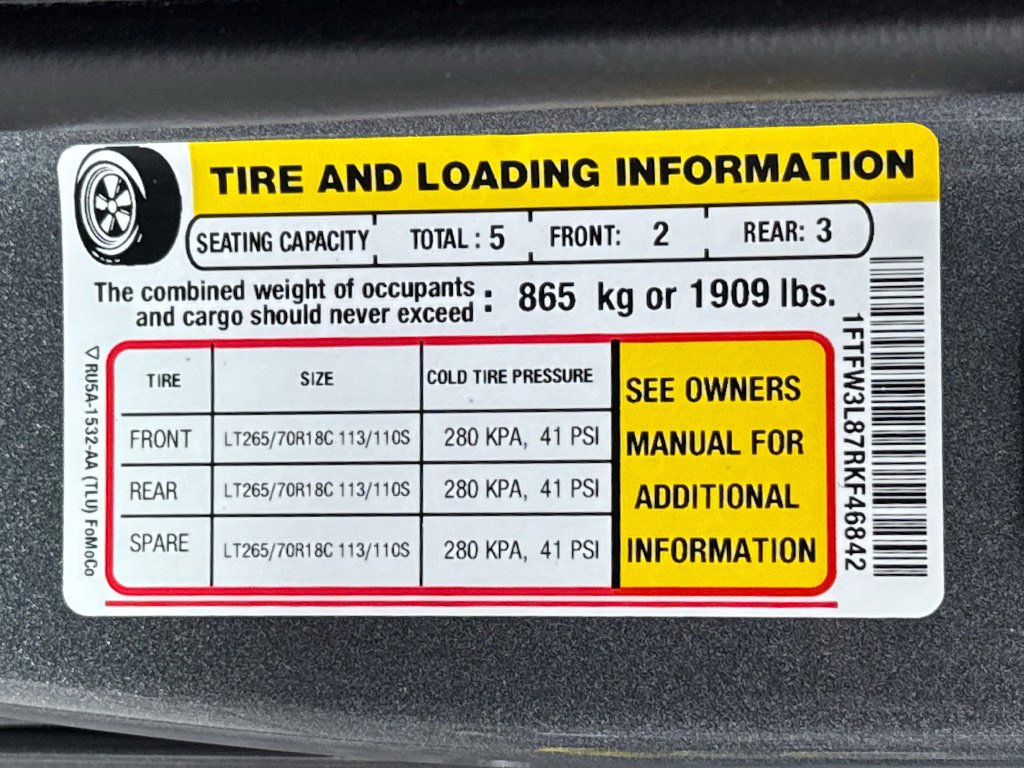 TIRE AND LOADING INFORMATION
SEATING CAPACITY TOTAL : 5 FRONT: 2 REAR: 3
The combined weight of occupants
and cargo should never exceed : 865 kg or 1909 lbs.
TIRE SIZE COLD TIRE PRESSURE
FRONT LT265/70R18C 113/110S 280 KPA, 41 PSI
REAR LT265/70R18C 113/110S 280 KPA, 41 PSI
SPARE LT265/70R18C 113/110S 280 KPA, 41 PSI
SEE OWNERS
MANUAL FOR
ADDITIONAL
INFORMATION
RU5A-1532-AA (TLU) FoMoCo
1FTFW3L87RKF46842